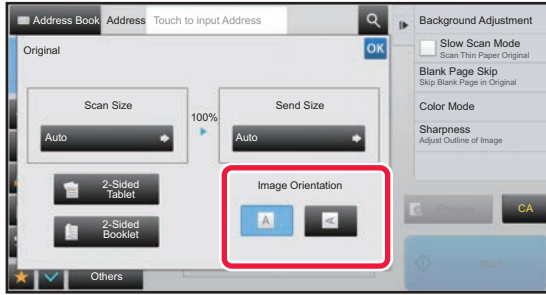 Address Book
Address
Touch to input Address
Original
OK
Scan Size
Auto
100%
Send Size
Auto
2-Sided
Tablet
2-Sided
Booklet
Image Orientation
A
A
Others
Background Adjustment
Slow Scan Mode
Scan Thin Paper Original
Blank Page Skip
Skip Blank Page in Original
Color Mode
Sharpness
Adjust Outline of Image
Preview
CA
Start